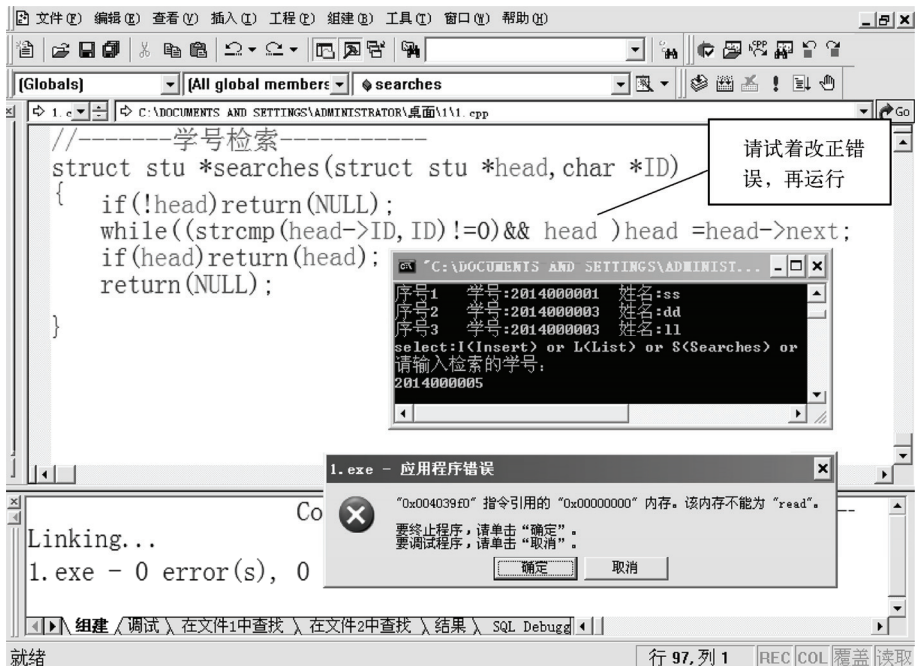 文件(F) 编辑(E) 查看(V) 插入(I) 工程(P) 组建(B) 工具(T) 窗口(W) 帮助(H)
(Globals) (All global members searches
1. c C:\DOCUMENTS AND SETTINGS\ADMINISTRATOR\桌面\1\1.cpp Go
//-------学号检索-----------
struct stu *searches(struct stu *head,char *ID)
{
if(!head)return(NULL);
while((strcmp(head->ID,ID)!=0)&& head )head =head->next;
if(head)return(head);
return(NULL);
}
请试着改正错
误，再运行
"C:\DOCUMENTS AND SETTINGS\ADMINIST...
序号1 学号:2014000001 姓名:ss
序号2 学号:2014000003 姓名:dd
序号3 学号:2014000003 姓名:ll
select:I(Insert) or L(List) or S(Searches) or
请输入检索的学号:
2014000005
1.exe - 应用程序错误
"0x004039f0" 指令引用的 "0x00000000" 内存。该内存不能为 "read"。
要终止程序，请单击“确定”。
要调试程序，请单击“取消”。
确定 取消
Co --
Linking...
1.exe - 0 error(s), 0
组建 调试 在文件1中查找 在文件2中查找 结果 SQL Debugg
就绪 行 97,列 1 REC COL 覆盖 读取